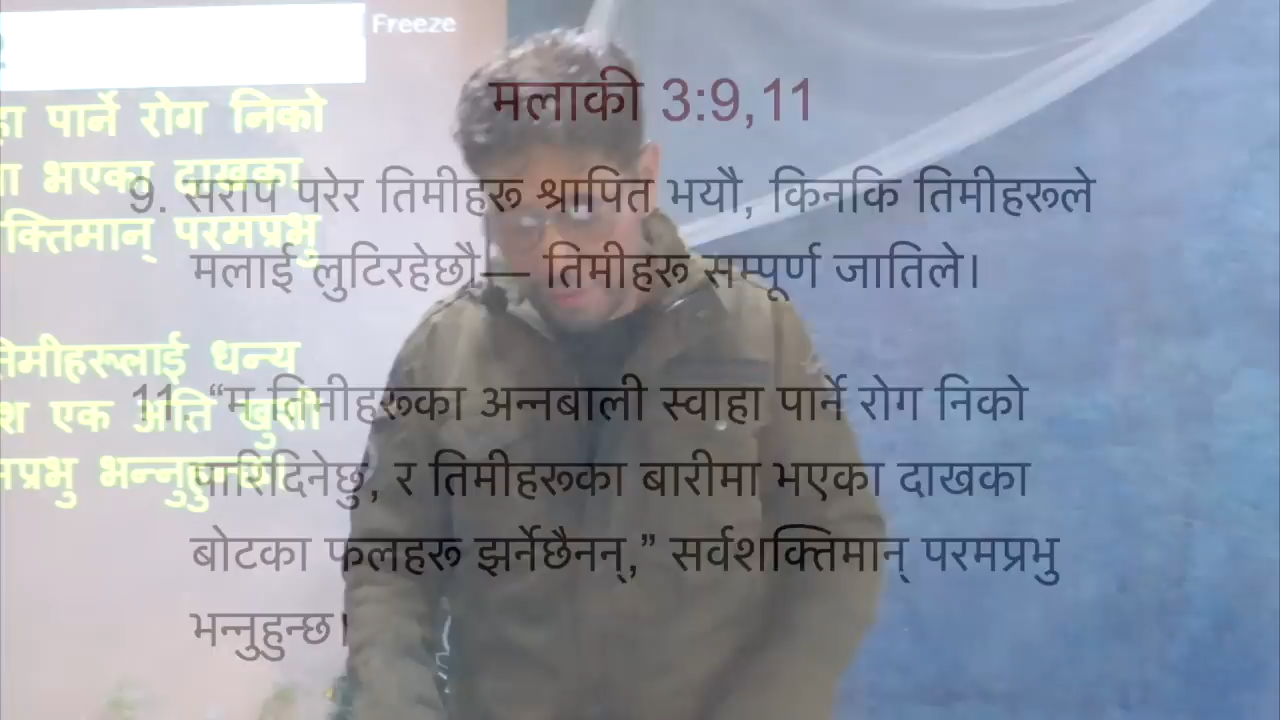 Freeze
पार्ने रोग निको
भएका दाखका
परमप्रभु
तिमीहरूलाई धन्य
एक अति खुशी
भन्नुहुन्छ।
मलाकी 3:9,11
9. सराप परेर तिमीहरू श्रापित भयौ, किनकि तिमीहरूले
मलाई लुटिरहेछौ— तिमीहरू सम्पूर्ण जातिले।
11. “म तिमीहरूका अन्नबाली स्वाहा पार्ने रोग निको
पारिदिनेछु, र तिमीहरूका बारीमा भएका दाखका
बोटका फलहरू झर्नेछैनन्,” सर्वशक्तिमान् परमप्रभु
भन्नुहुन्छ।